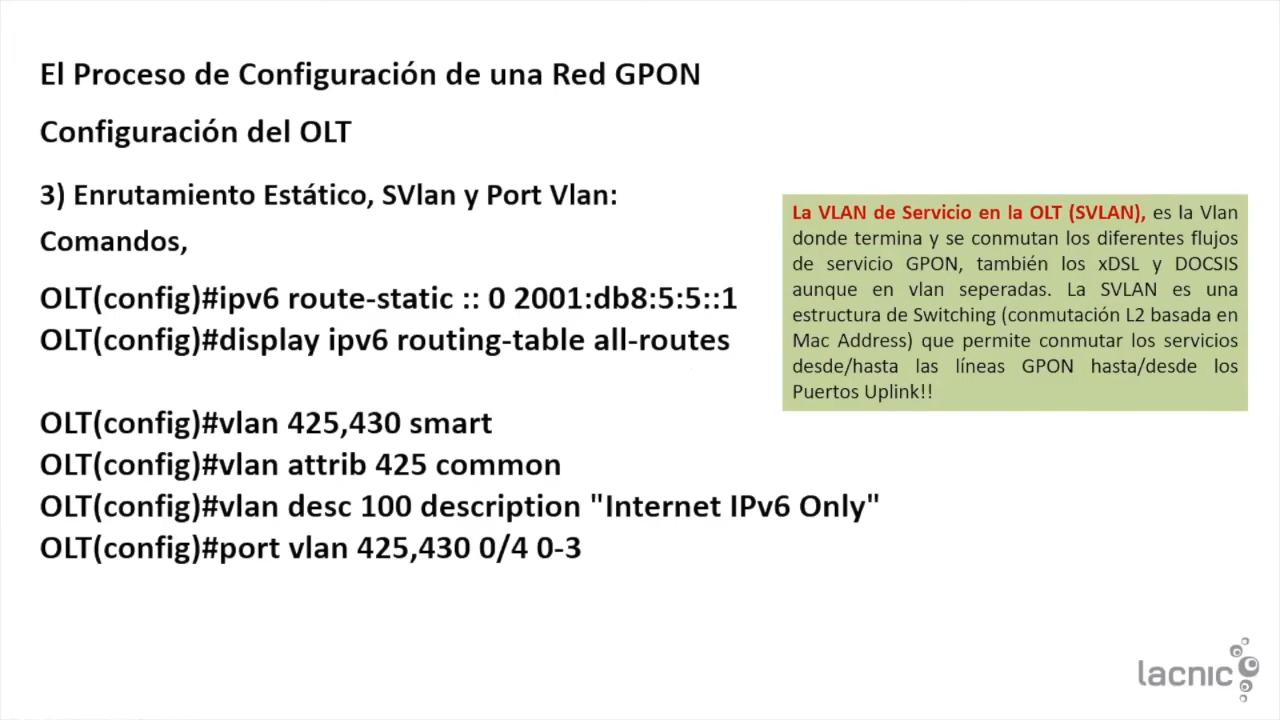 El Proceso de Configuración de una Red GPON
Configuración del OLT
3) Enrutamiento Estático, SVlan y Port Vlan:
Comandos,
OLT(config)#ipv6 route-static :: 0 2001:db8:5:5::1
OLT(config)#display ipv6 routing-table all-routes
OLT(config)#vlan 425,430 smart
OLT(config)#vlan attrib 425 common
OLT(config)#vlan desc 100 description "Internet IPv6 Only"
OLT(config)#port vlan 425,430 0/4 0-3
La VLAN de Servicio en la OLT (SVLAN), es la Vlan
donde termina y se conmutan los diferentes flujos
de servicio GPON, también los xDSL y DOCSIS
aunque en vlan seperadas. La SVLAN es una
estructura de Switching (conmutación L2 basada en
Mac Address) que permite conmutar los servicios
desde/hasta las líneas GPON hasta/desde los
Puertos Uplink!!
lacnic